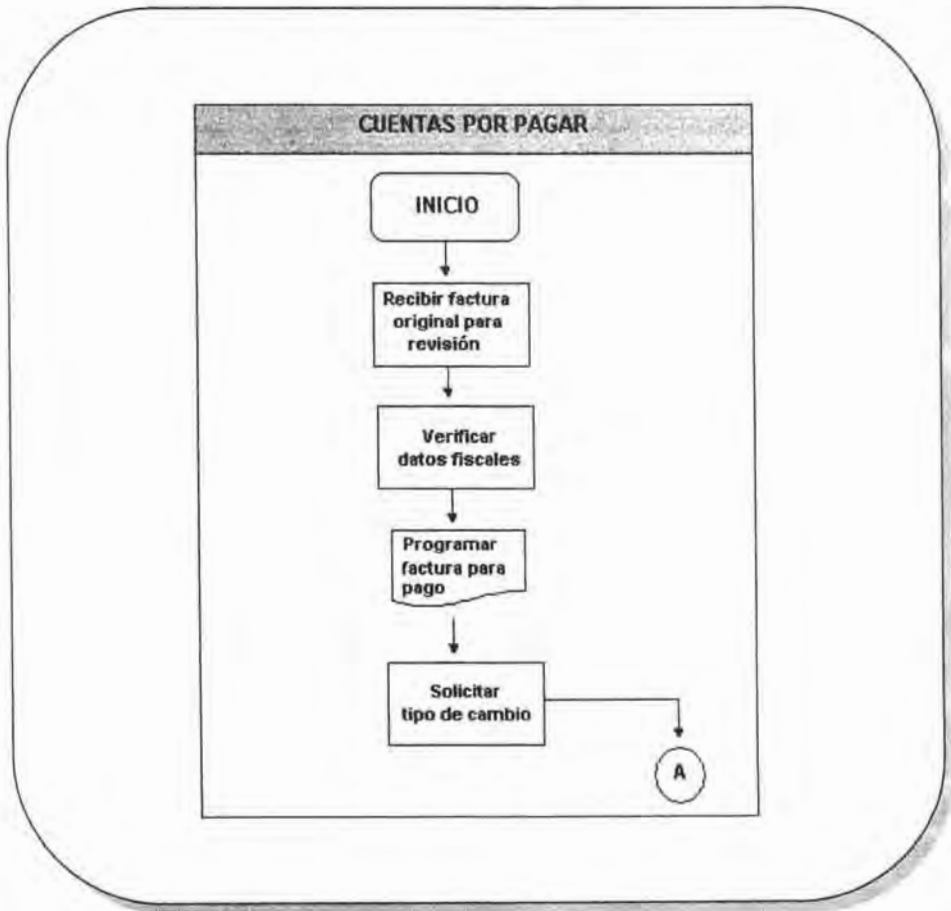 CUENTAS POR PAGAR
INICIO
Recibir factura
original para
revisión
Verificar
datos fiscales
Programar
factura para
pago
Solicitar
tipo de cambio
A